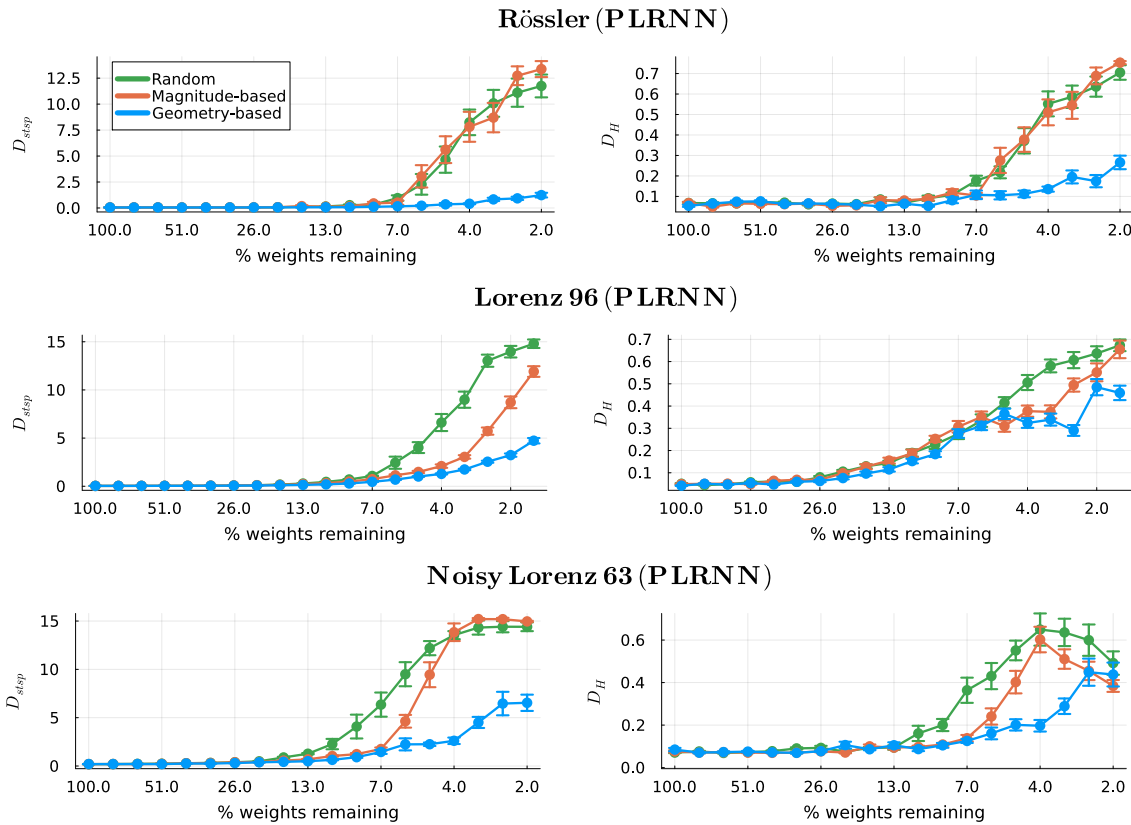 Rössler (PLRNN)
12.5
10.0
7.5
5.0
2.5
0.0
D_stsp
Random
Magnitude-based
Geometry-based
100.0 51.0 26.0 13.0 7.0 4.0 2.0
% weights remaining
0.7
0.6
0.5
0.4
0.3
0.2
0.1
D_H
100.0 51.0 26.0 13.0 7.0 4.0 2.0
% weights remaining
Lorenz 96 (PLRNN)
15
10
5
0
D_stsp
100.0 51.0 26.0 13.0 7.0 4.0 2.0
% weights remaining
0.7
0.6
0.5
0.4
0.3
0.2
0.1
D_H
100.0 51.0 26.0 13.0 7.0 4.0 2.0
% weights remaining
Noisy Lorenz 63 (PLRNN)
15
10
5
0
D_stsp
100.0 51.0 26.0 13.0 7.0 4.0 2.0
% weights remaining
0.6
0.4
0.2
0.0
D_H
100.0 51.0 26.0 13.0 7.0 4.0 2.0
% weights remaining